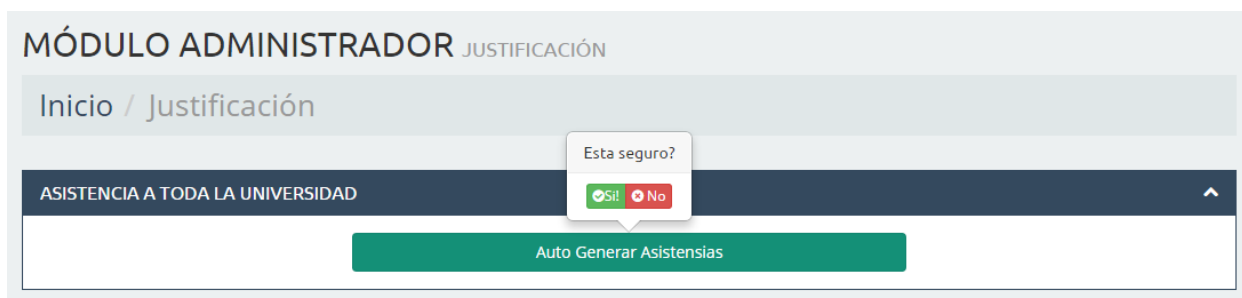 MÓDULO ADMINISTRADOR JUSTIFICACIÓN
Inicio / Justificación
Esta seguro?
ASISTENCIA A TODA LA UNIVERSIDAD
Si! No
Auto Generar Asistensias